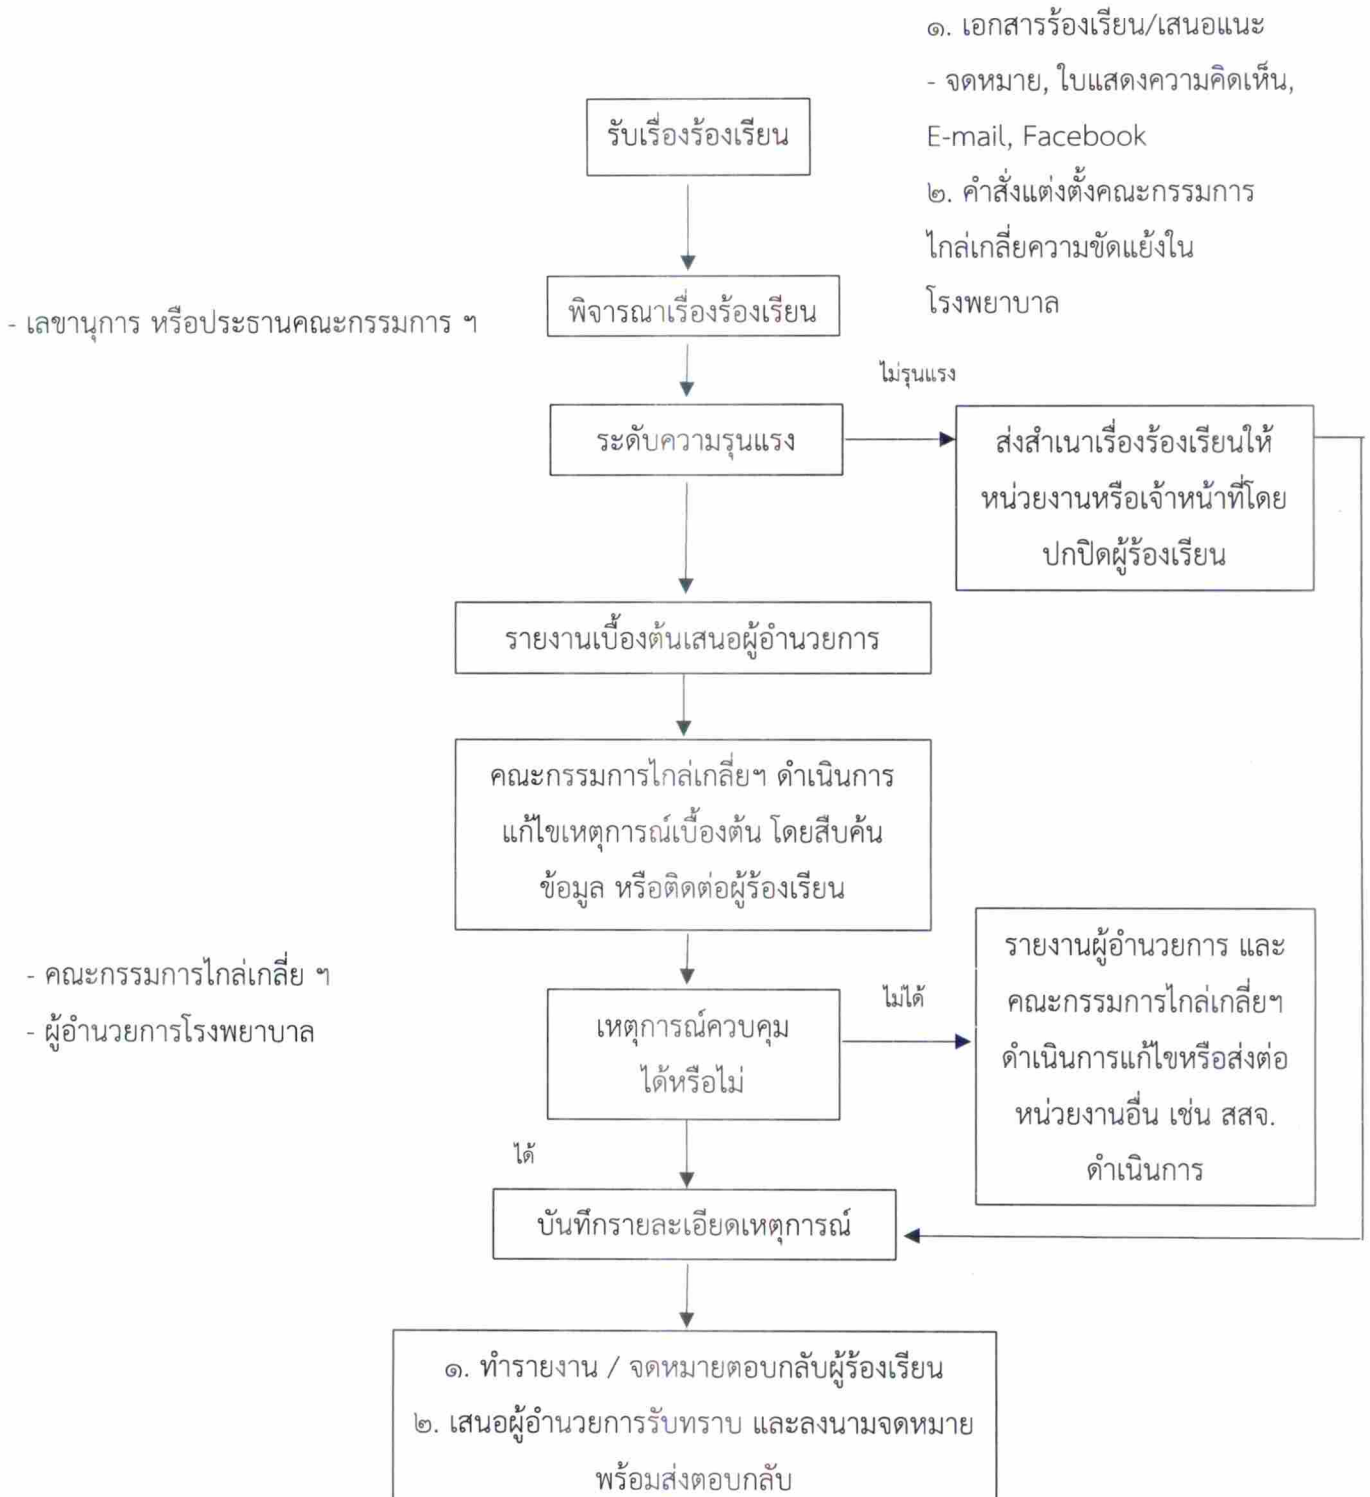 ๑. เอกสารร้องเรียน/เสนอแนะ
- จดหมาย, ใบแสดงความคิดเห็น,
E-mail, Facebook
๒. คำสั่งแต่งตั้งคณะกรรมการ
ไกล่เกลี่ยความขัดแย้งใน
โรงพยาบาล
รับเรื่องร้องเรียน
พิจารณาเรื่องร้องเรียน
- เลขานุการ หรือประธานคณะกรรมการ ฯ
ไม่รุนแรง
ระดับความรุนแรง
ส่งสำเนาเรื่องร้องเรียนให้
หน่วยงานหรือเจ้าหน้าที่โดย
ปกปิดผู้ร้องเรียน
รายงานเบื้องต้นเสนอผู้อำนวยการ
คณะกรรมการไกล่เกลี่ยฯ ดำเนินการ
แก้ไขเหตุการณ์เบื้องต้น โดยสืบค้น
ข้อมูล หรือติดต่อผู้ร้องเรียน
- คณะกรรมการไกล่เกลี่ย ฯ
- ผู้อำนวยการโรงพยาบาล
เหตุการณ์ควบคุม
ได้หรือไม่
ไม่ได้
รายงานผู้อำนวยการ และ
คณะกรรมการไกล่เกลี่ยฯ
ดำเนินการแก้ไขหรือส่งต่อ
หน่วยงานอื่น เช่น สสจ.
ดำเนินการ
ได้
บันทึกรายละเอียดเหตุการณ์
๑. ทำรายงาน / จดหมายตอบกลับผู้ร้องเรียน
๒. เสนอผู้อำนวยการรับทราบ และลงนามจดหมาย
พร้อมส่งตอบกลับ